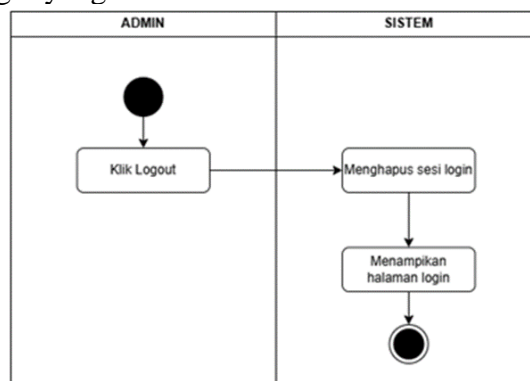 ADMIN
SISTEM
Klik Logout
Menghapus sesi login
Menampikan
halaman login